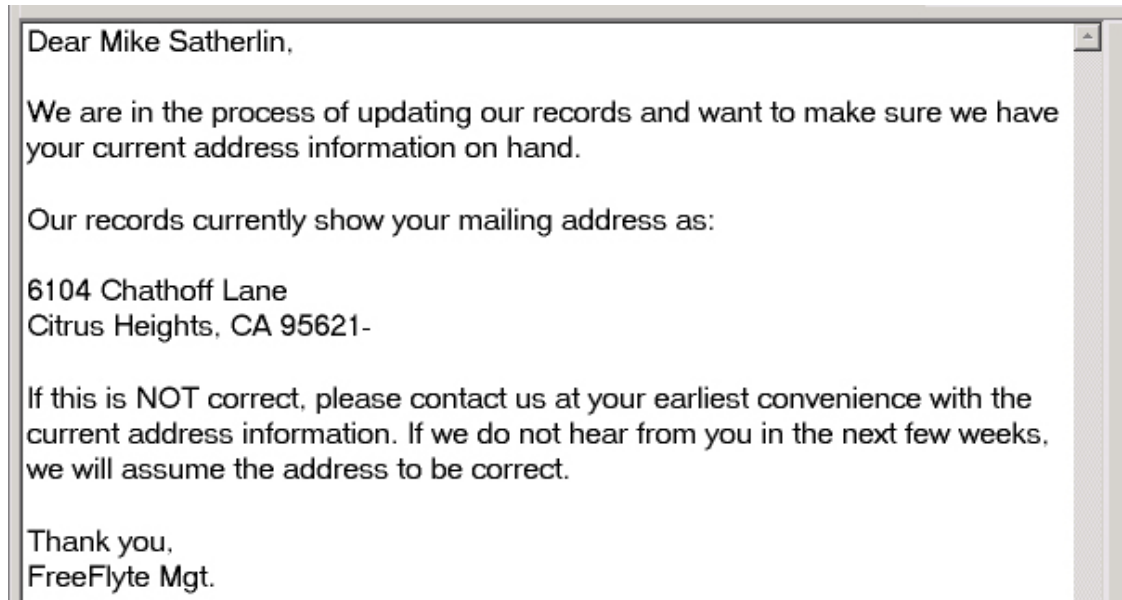 Dear Mike Satherlin,
We are in the process of updating our records and want to make sure we have
your current address information on hand.
Our records currently show your mailing address as:
6104 Chathoff Lane
Citrus Heights, CA 95621-
If this is NOT correct, please contact us at your earliest convenience with the
current address information. If we do not hear from you in the next few weeks,
we will assume the address to be correct.
Thank you,
FreeFlyte Mgt.